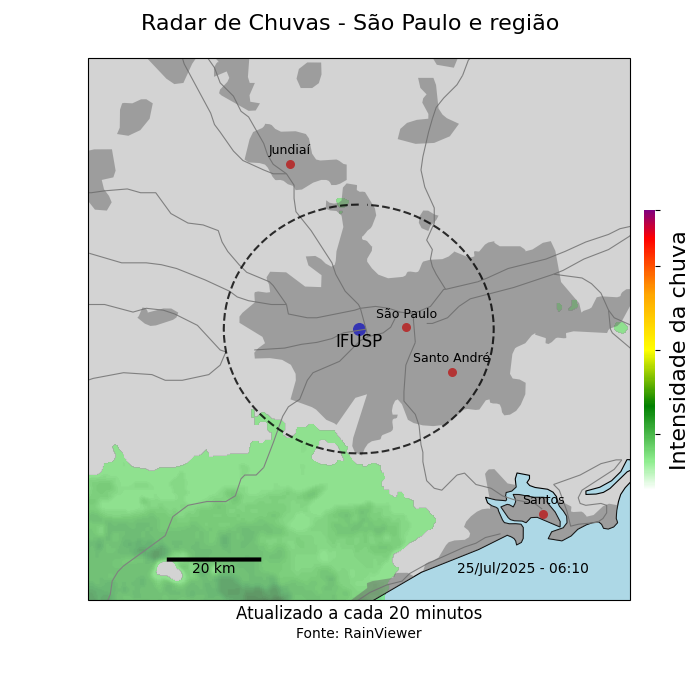 Radar de Chuvas - São Paulo e região
Jundiaí
São Paulo
IFUSP
Santo André
Santos
20 km
25/Jul/2025 - 06:10
Intensidade da chuva
Atualizado a cada 20 minutos
Fonte: RainViewer